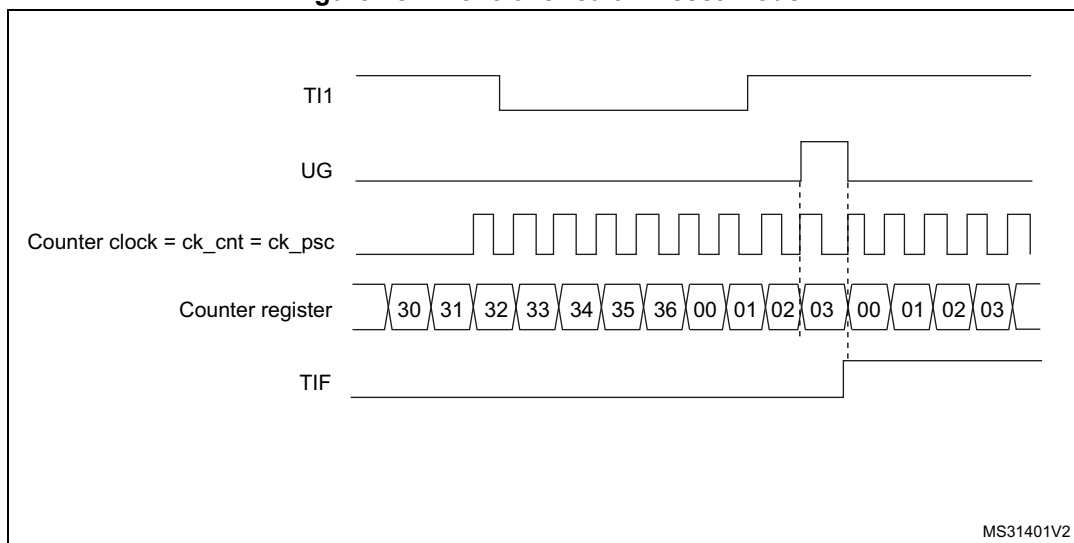 TI1
UG
Counter clock = ck_cnt = ck_psc
Counter register 30 31 32 33 34 35 36 00 01 02 03 00 01 02 03
TIF
MS31401V2